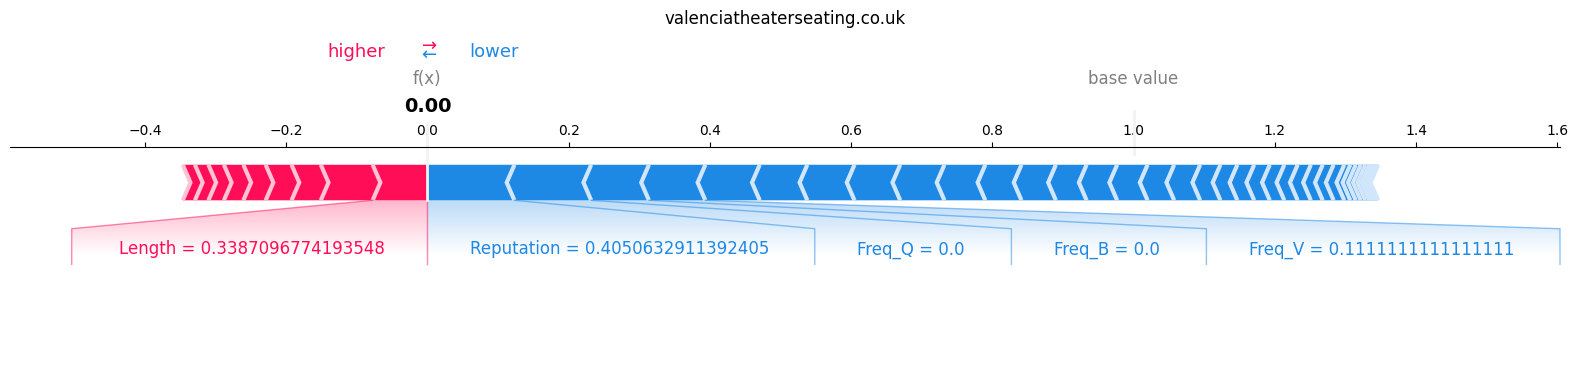 valenciatheaterseating.co.uk
higher ⇄ lower
f(x) base value
0.00
−0.4 −0.2 0.0 0.2 0.4 0.6 0.8 1.0 1.2 1.4 1.6
Length = 0.3387096774193548 Reputation = 0.4050632911392405 Freq_Q = 0.0 Freq_B = 0.0 Freq_V = 0.1111111111111111